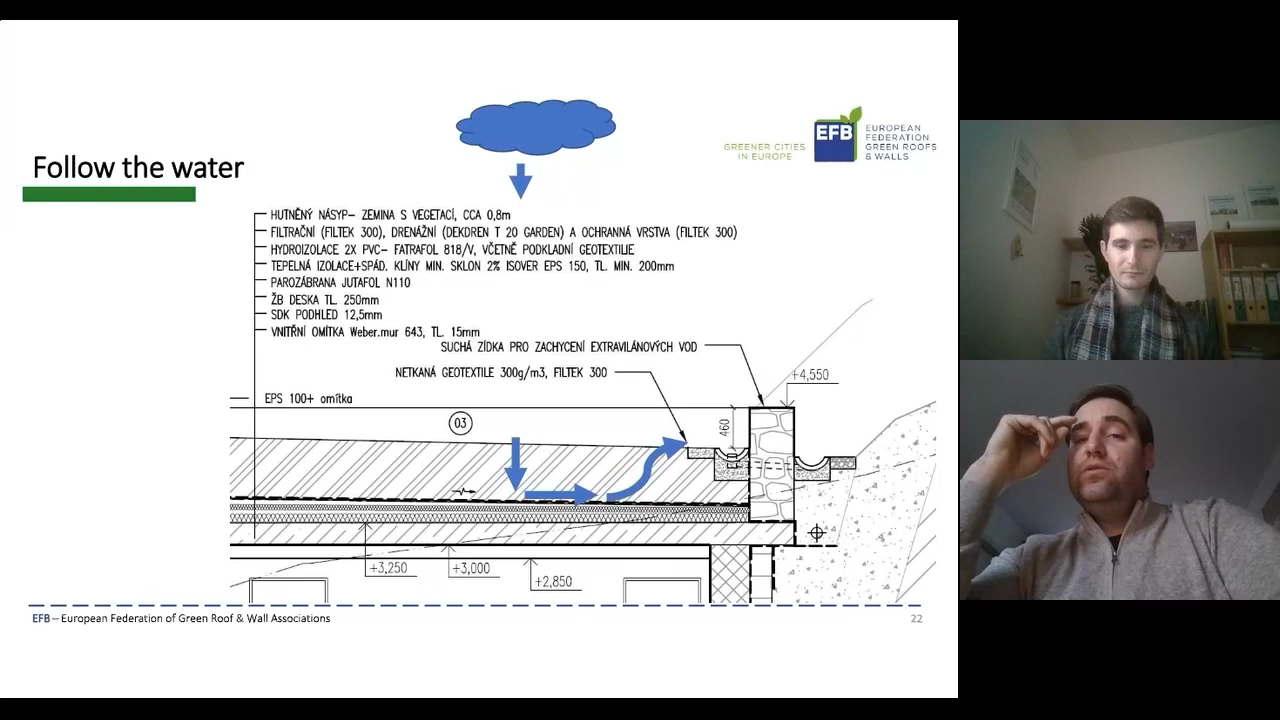 Follow the water
GREENER CITIES
IN EUROPE
EFB
EUROPEAN
FEDERATION
GREEN ROOFS
& WALLS
HUTNĚNÝ NÁSYP- ZEMINA S VEGETACÍ, CCA 0,8m
FILTRAČNÍ (FILTEK 300), DRENÁŽNÍ (DEKDREN T 20 GARDEN) A OCHRANNÁ VRSTVA (FILTEK 300)
HYDROIZOLACE 2X PVC- FATRAFOL 818/V, VČETNĚ PODKLADNÍ GEOTEXTILIE
TEPELNÁ IZOLACE+SPÁD. KLÍNY MIN. SKLON 2% ISOVER EPS 150, TL. MIN. 200mm
PAROZÁBRANA JUTAFOL N110
ŽB DESKA TL. 250mm
SDK PODHLED 12,5mm
VNITŘNÍ OMÍTKA Weber.mur 643, TL. 15mm
SUCHÁ ZÍDKA PRO ZACHYCENÍ EXTRAVILÁNOVÝCH VOD
NETKANÁ GEOTEXTILE 300g/m3, FILTEK 300
+4,550
EPS 100+ omítka
03
460
+3,250
+3,000
+2,850
EFB – European Federation of Green Roof & Wall Associations
22